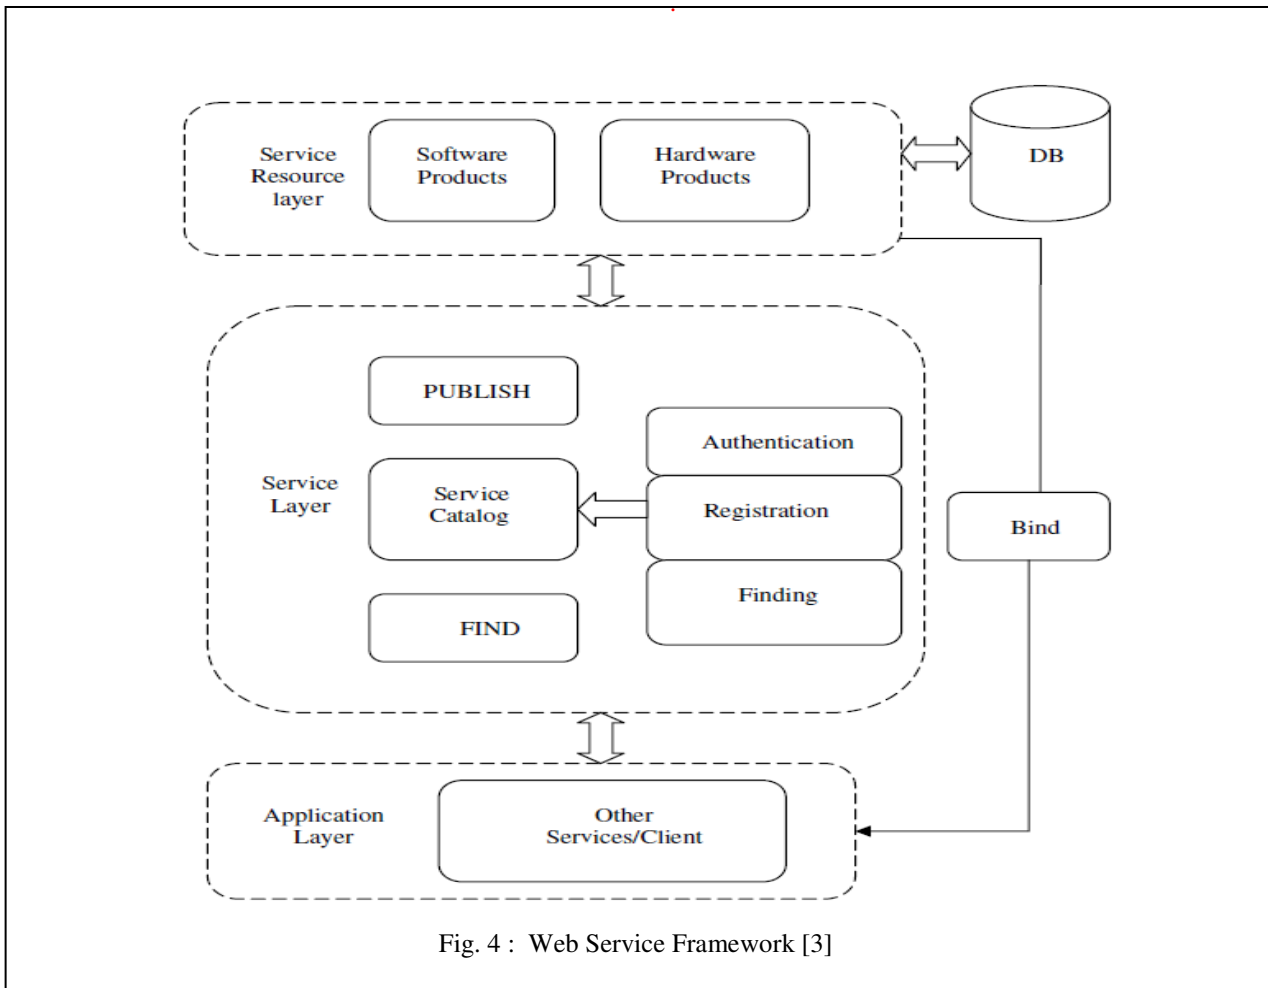 Service
Resource
layer
Software
Products
Hardware
Products
DB
PUBLISH
Authentication
Service
Layer
Service
Catalog
Registration
Bind
Finding
FIND
Application
Layer
Other
Services/Client
Fig. 4 : Web Service Framework [3]